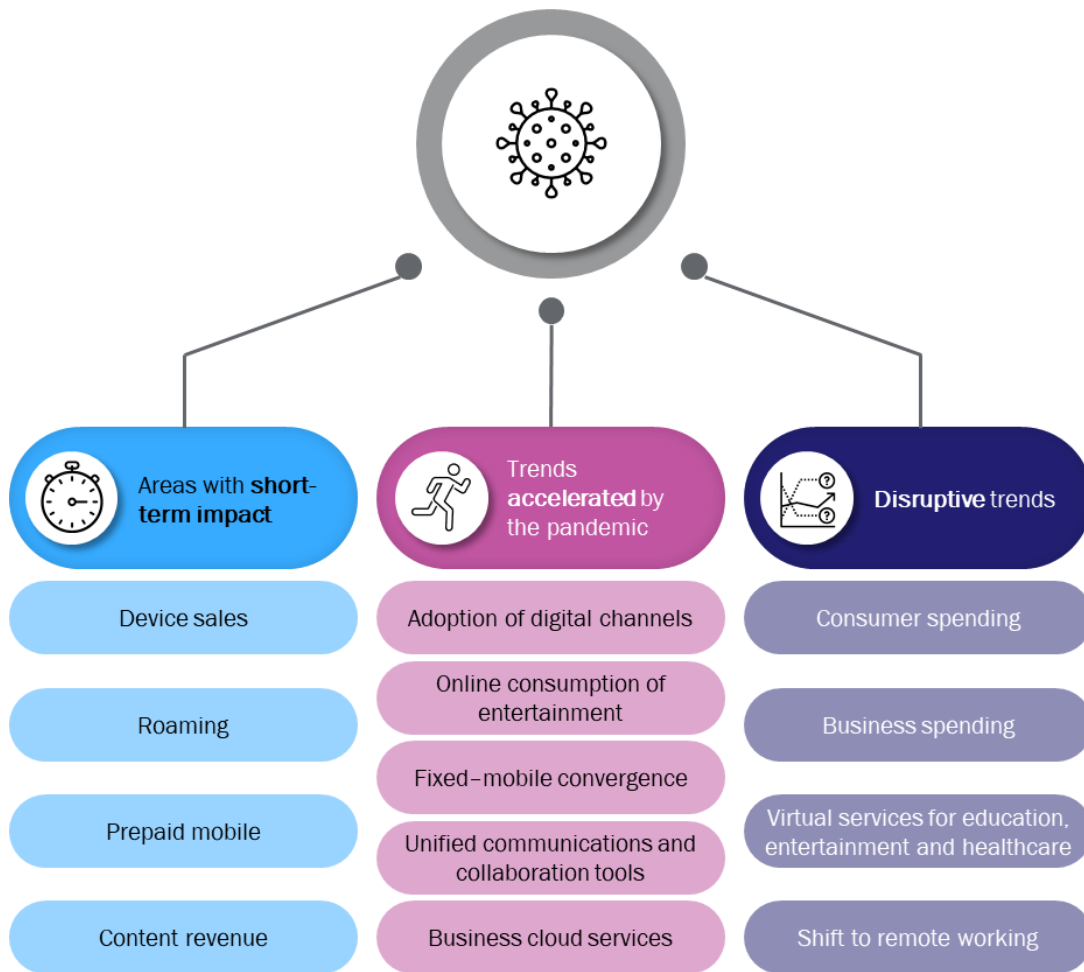 Areas with short-
term impact
Device sales
Roaming
Prepaid mobile
Content revenue
Trends
accelerated by
the pandemic
Adoption of digital channels
Online consumption of
entertainment
Fixed–mobile convergence
Unified communications and
collaboration tools
Business cloud services
Disruptive trends
? 
?
Consumer spending
Business spending
Virtual services for education,
entertainment and healthcare
Shift to remote working